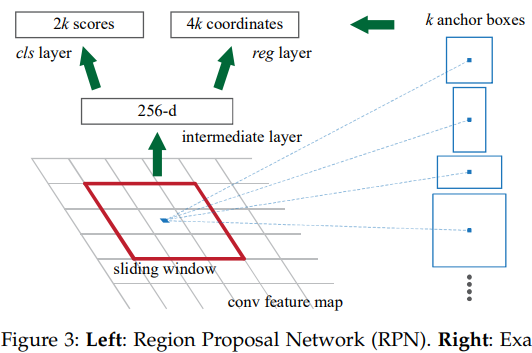 2k scores
4k coordinates
k anchor boxes
cls layer
reg layer
256-d
intermediate layer
sliding window
conv feature map
Figure 3: Left: Region Proposal Network (RPN). Right: Exa